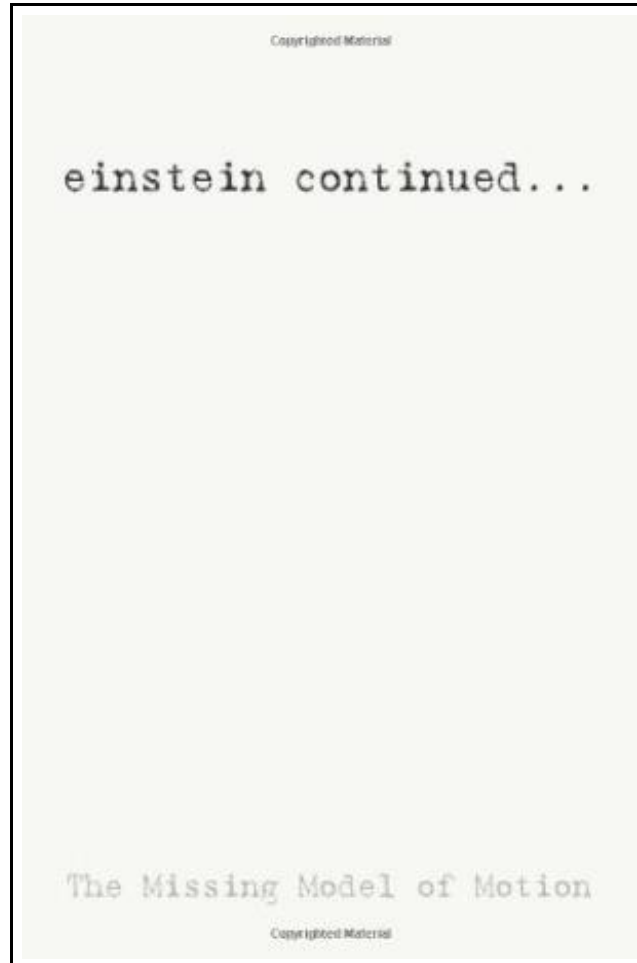 Copyrighted Material
einstein continued...
The Missing Model of Motion
Copyrighted Material